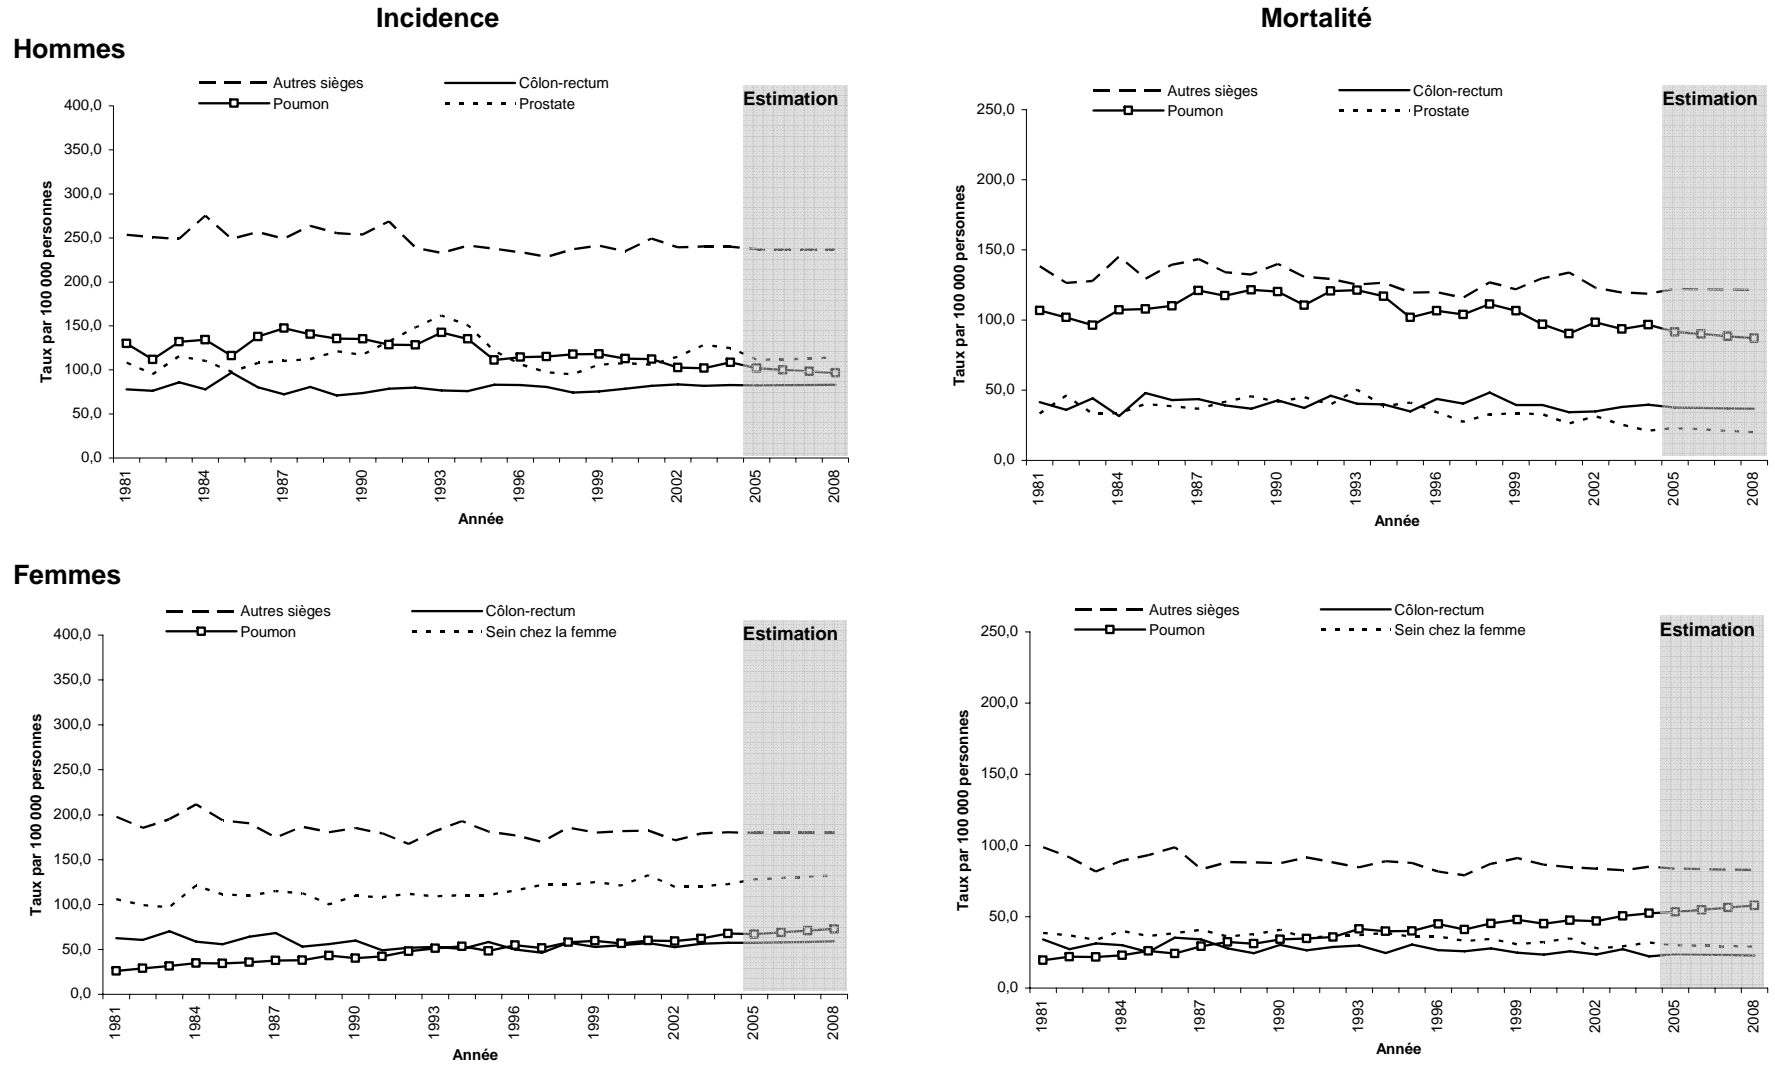 Incidence
Mortalité
Hommes
Autres sièges
Côlon-rectum
Poumon
Prostate
Estimation
Taux par 100 000 personnes
400,0
350,0
300,0
250,0
200,0
150,0
100,0
50,0
0,0
1981
1984
1987
1990
1993
1996
1999
2002
2005
2008
Année
Autres sièges
Côlon-rectum
Poumon
Prostate
Estimation
Taux par 100 000 personnes
250,0
200,0
150,0
100,0
50,0
0,0
1981
1984
1987
1990
1993
1996
1999
2002
2005
2008
Année
Femmes
Autres sièges
Côlon-rectum
Poumon
Sein chez la femme
Estimation
Taux par 100 000 personnes
400,0
350,0
300,0
250,0
200,0
150,0
100,0
50,0
0,0
1981
1984
1987
1990
1993
1996
1999
2002
2005
2008
Année
Autres sièges
Côlon-rectum
Poumon
Sein chez la femme
Estimation
Taux par 100 000 personnes
250,0
200,0
150,0
100,0
50,0
0,0
1981
1984
1987
1990
1993
1996
1999
2002
2005
2008
Année